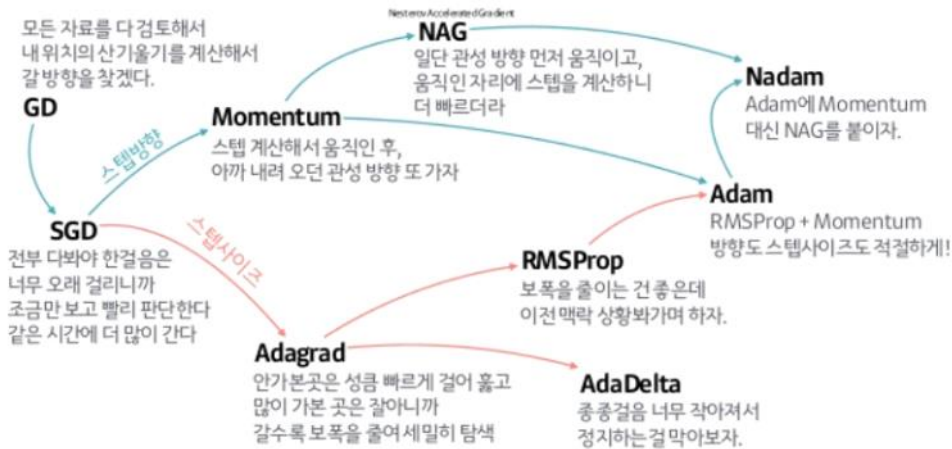 모든 자료를 다 검토해서
내 위치의 산기울기를 계산해서
갈 방향을 찾겠다.
GD
스텝방향
Momentum
스텝 계산해서 움직인 후,
아까 내려 오던 관성 방향 또 가자
Nesterov Accelerated Gradient
NAG
일단 관성 방향 먼저 움직이고,
움직인 자리에 스텝을 계산하니
더 빠르더라
Nadam
Adam에 Momentum
대신 NAG를 붙이자.
SGD
전부 다봐야 한걸음은
너무 오래 걸리니까
조금만 보고 빨리 판단한다
같은 시간에 더 많이 간다
스텝사이즈
Adagrad
안가본곳은 성큼 빠르게 걸어 훓고
많이 가본 곳은 잘아니까
갈수록 보폭을 줄여 세밀히 탐색
RMSProp
보폭을 줄이는 건 좋은데
이전 맥락 상황봐가며 하자.
Adam
RMSProp + Momentum
방향도 스텝사이즈도 적절하게!
AdaDelta
종종걸음 너무 작아져서
정지하는걸 막아보자.